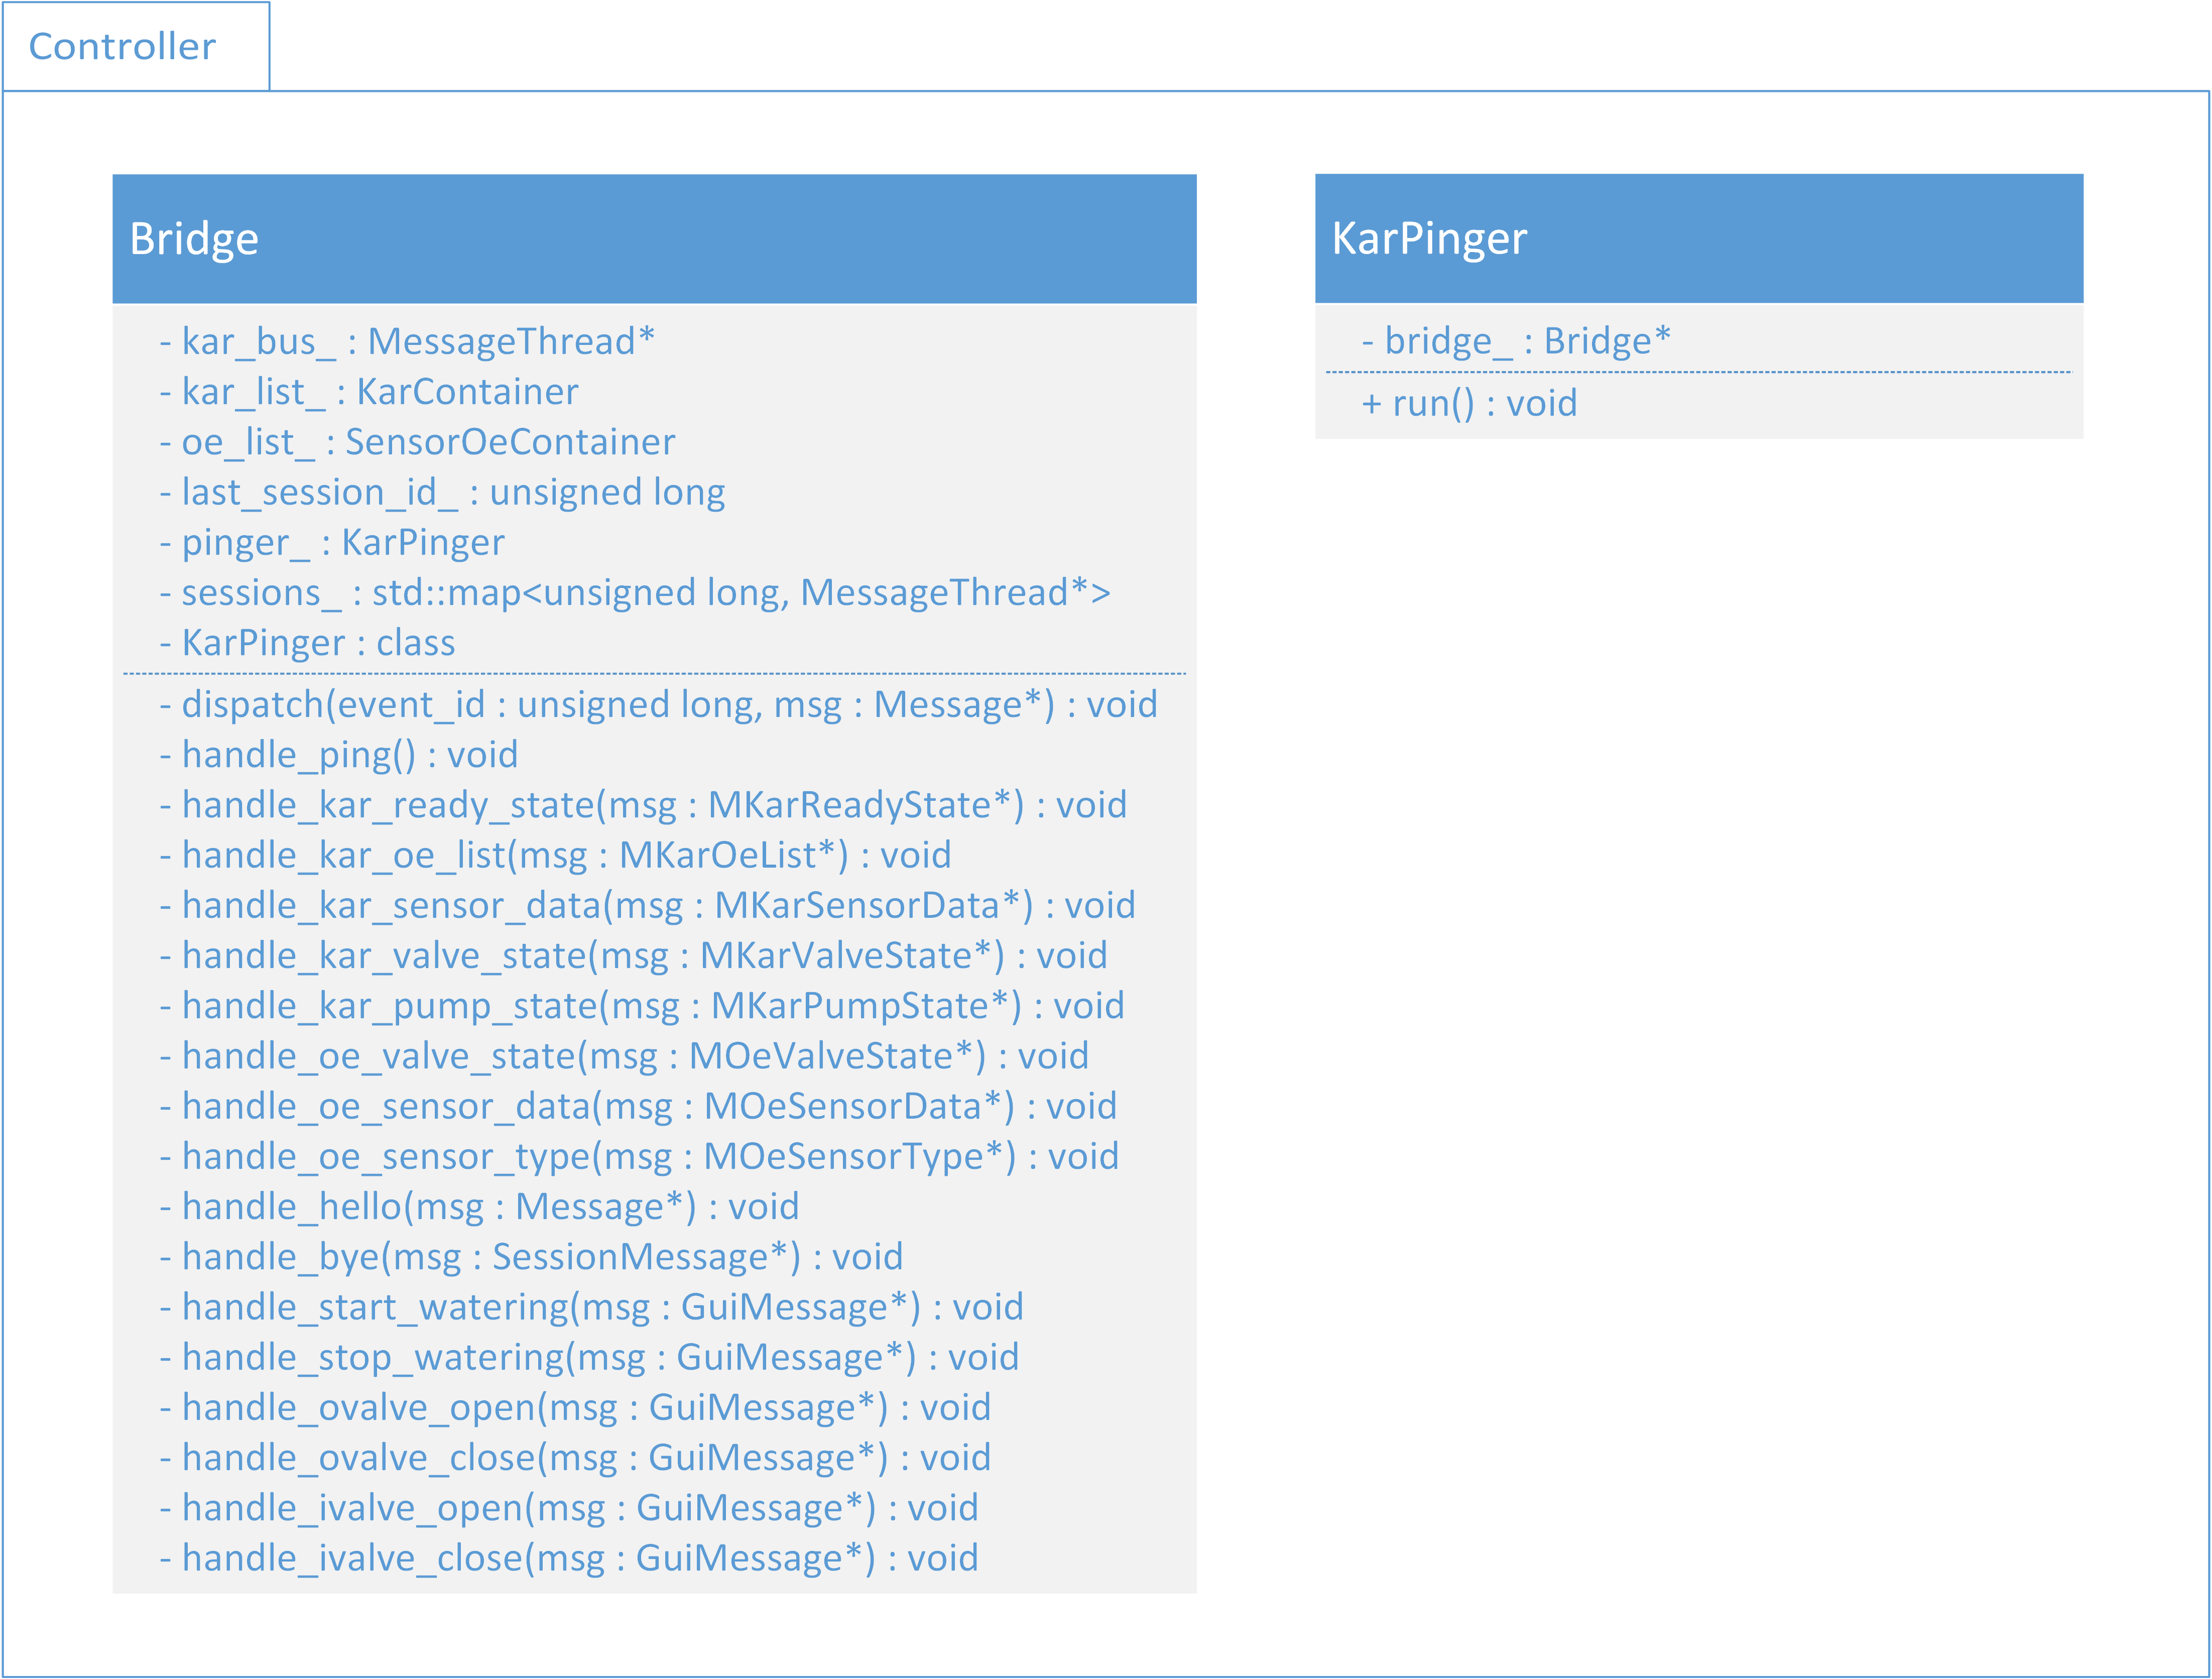 Controller
Bridge
- kar_bus_ : MessageThread*
- kar_list_ : KarContainer
- oe_list_ : SensorOeContainer
- last_session_id_ : unsigned long
- pinger_ : KarPinger
- sessions_ : std::map<unsigned long, MessageThread*>
- KarPinger : class
- dispatch(event_id : unsigned long, msg : Message*) : void
- handle_ping() : void
- handle_kar_ready_state(msg : MKarReadyState*) : void
- handle_kar_oe_list(msg : MKarOeList*) : void
- handle_kar_sensor_data(msg : MKarSensorData*) : void
- handle_kar_valve_state(msg : MKarValveState*) : void
- handle_kar_pump_state(msg : MKarPumpState*) : void
- handle_oe_valve_state(msg : MOeValveState*) : void
- handle_oe_sensor_data(msg : MOeSensorData*) : void
- handle_oe_sensor_type(msg : MOeSensorType*) : void
- handle_hello(msg : Message*) : void
- handle_bye(msg : SessionMessage*) : void
- handle_start_watering(msg : GuiMessage*) : void
- handle_stop_watering(msg : GuiMessage*) : void
- handle_ovalve_open(msg : GuiMessage*) : void
- handle_ovalve_close(msg : GuiMessage*) : void
- handle_ivalve_open(msg : GuiMessage*) : void
- handle_ivalve_close(msg : GuiMessage*) : void
KarPinger
- bridge_ : Bridge*
+ run() : void